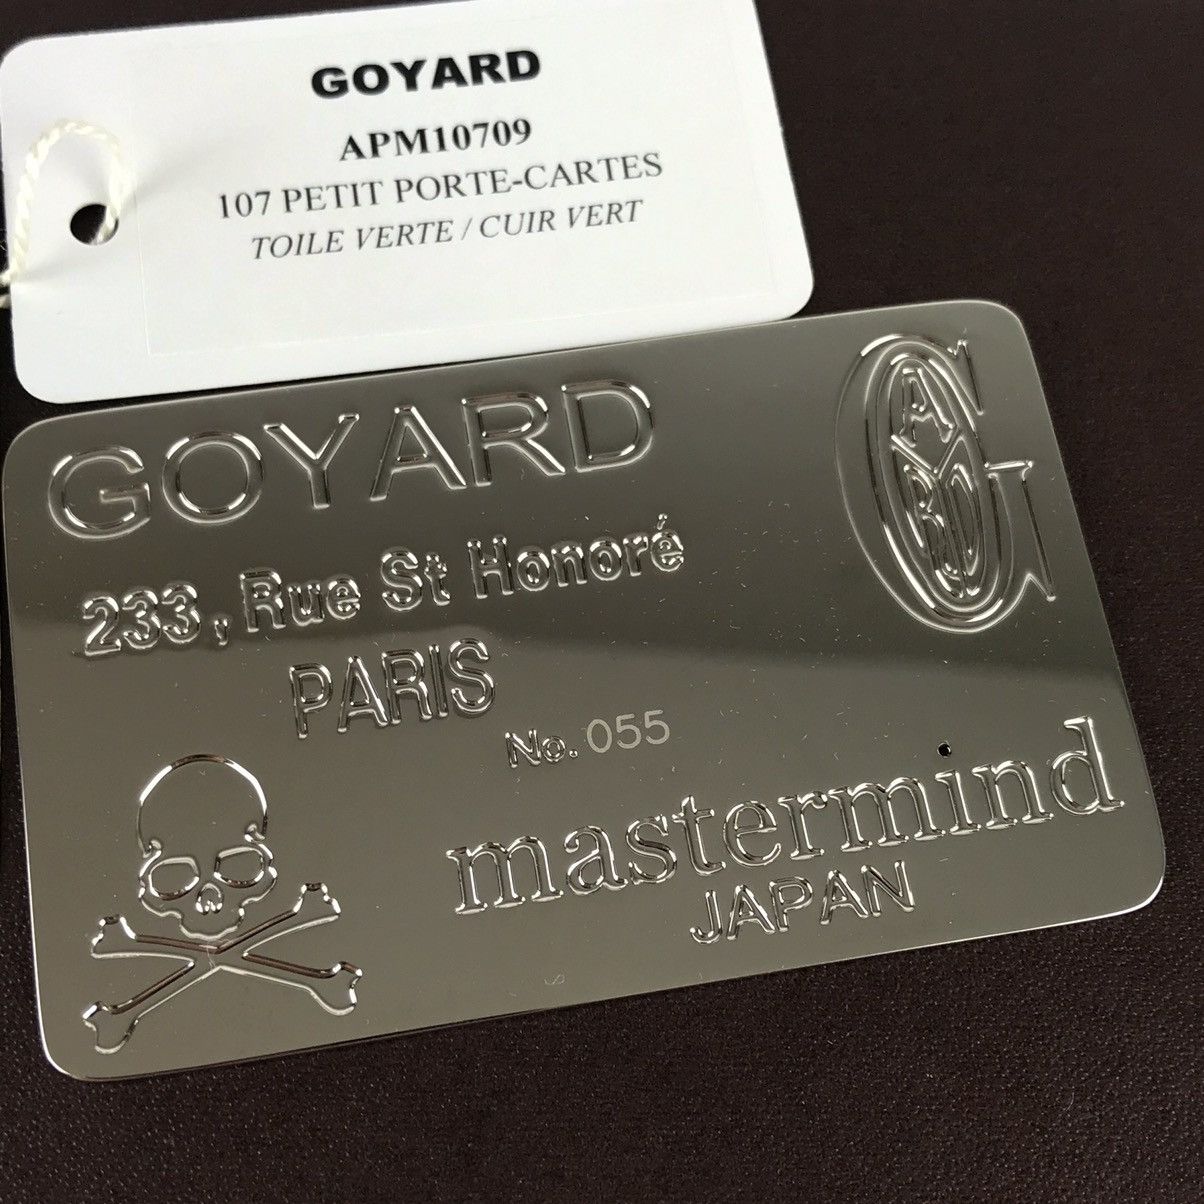 GOYARD
APM10709
107 PETIT PORTE-CARTES
TOILE VERTE / CUIR VERT
GOYARD
233, Rue St Honoré
PARIS
No.055
mastermind
JAPAN
G